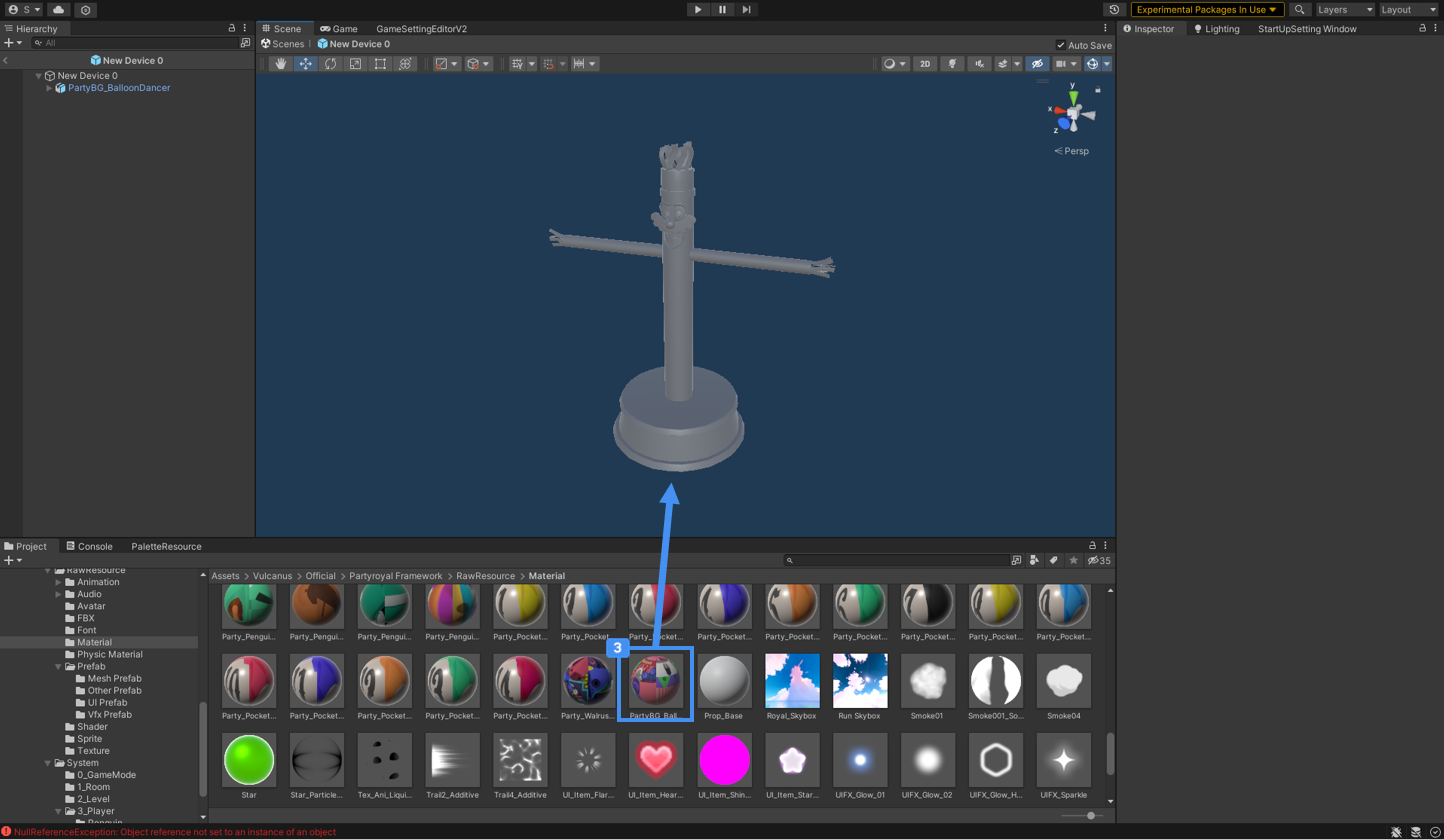 S
Experimental Packages In Use
Layers
Layout
Hierarchy
Scene
Game
GameSettingEditorV2
Inspector
Lighting
StartUpSetting Window
All
Scenes
New Device 0
Auto Save
New Device 0
2D
New Device 0
PartyBG_BalloonDancer
y
x
z
Persp
Project
Console
PaletteResource
35
RawResource
Animation
Audio
Avatar
FBX
Font
Material
Physic Material
Prefab
Mesh Prefab
Other Prefab
UI Prefab
Vfx Prefab
Shader
Sprite
Texture
System
0_GameMode
1_Room
2_Level
3_Player
Penguin
Assets > Vulcanus > Official > Partyroyal Framework > RawResource > Material
Party_Pengui... Party_Pengui... Party_Pengui... Party_Pengui... Party_Pocket... Party_Pocket... Party_Pocket... Party_Pocket... Party_Pocket... Party_Pocket... Party_Pocket... Party_Pocket... Party_Pocket...
3
Party_Pocket... Party_Pocket... Party_Pocket... Party_Pocket... Party_Pocket... Party_Walrus... PartyBG_Ball... Prop_Base Royal_Skybox Run Skybox Smoke01 Smoke001_So... Smoke04
Star Star_Particle... Tex_Ani_Liqui... Trail2_Additive Trail4_Additive UI_Item_Flar... UI_Item_Hear... UI_Item_Shin... UI_Item_Star... UIFX_Glow_01 UIFX_Glow_02 UIFX_Glow_H... UIFX_Sparkle
NullReferenceException: Object reference not set to an instance of an object